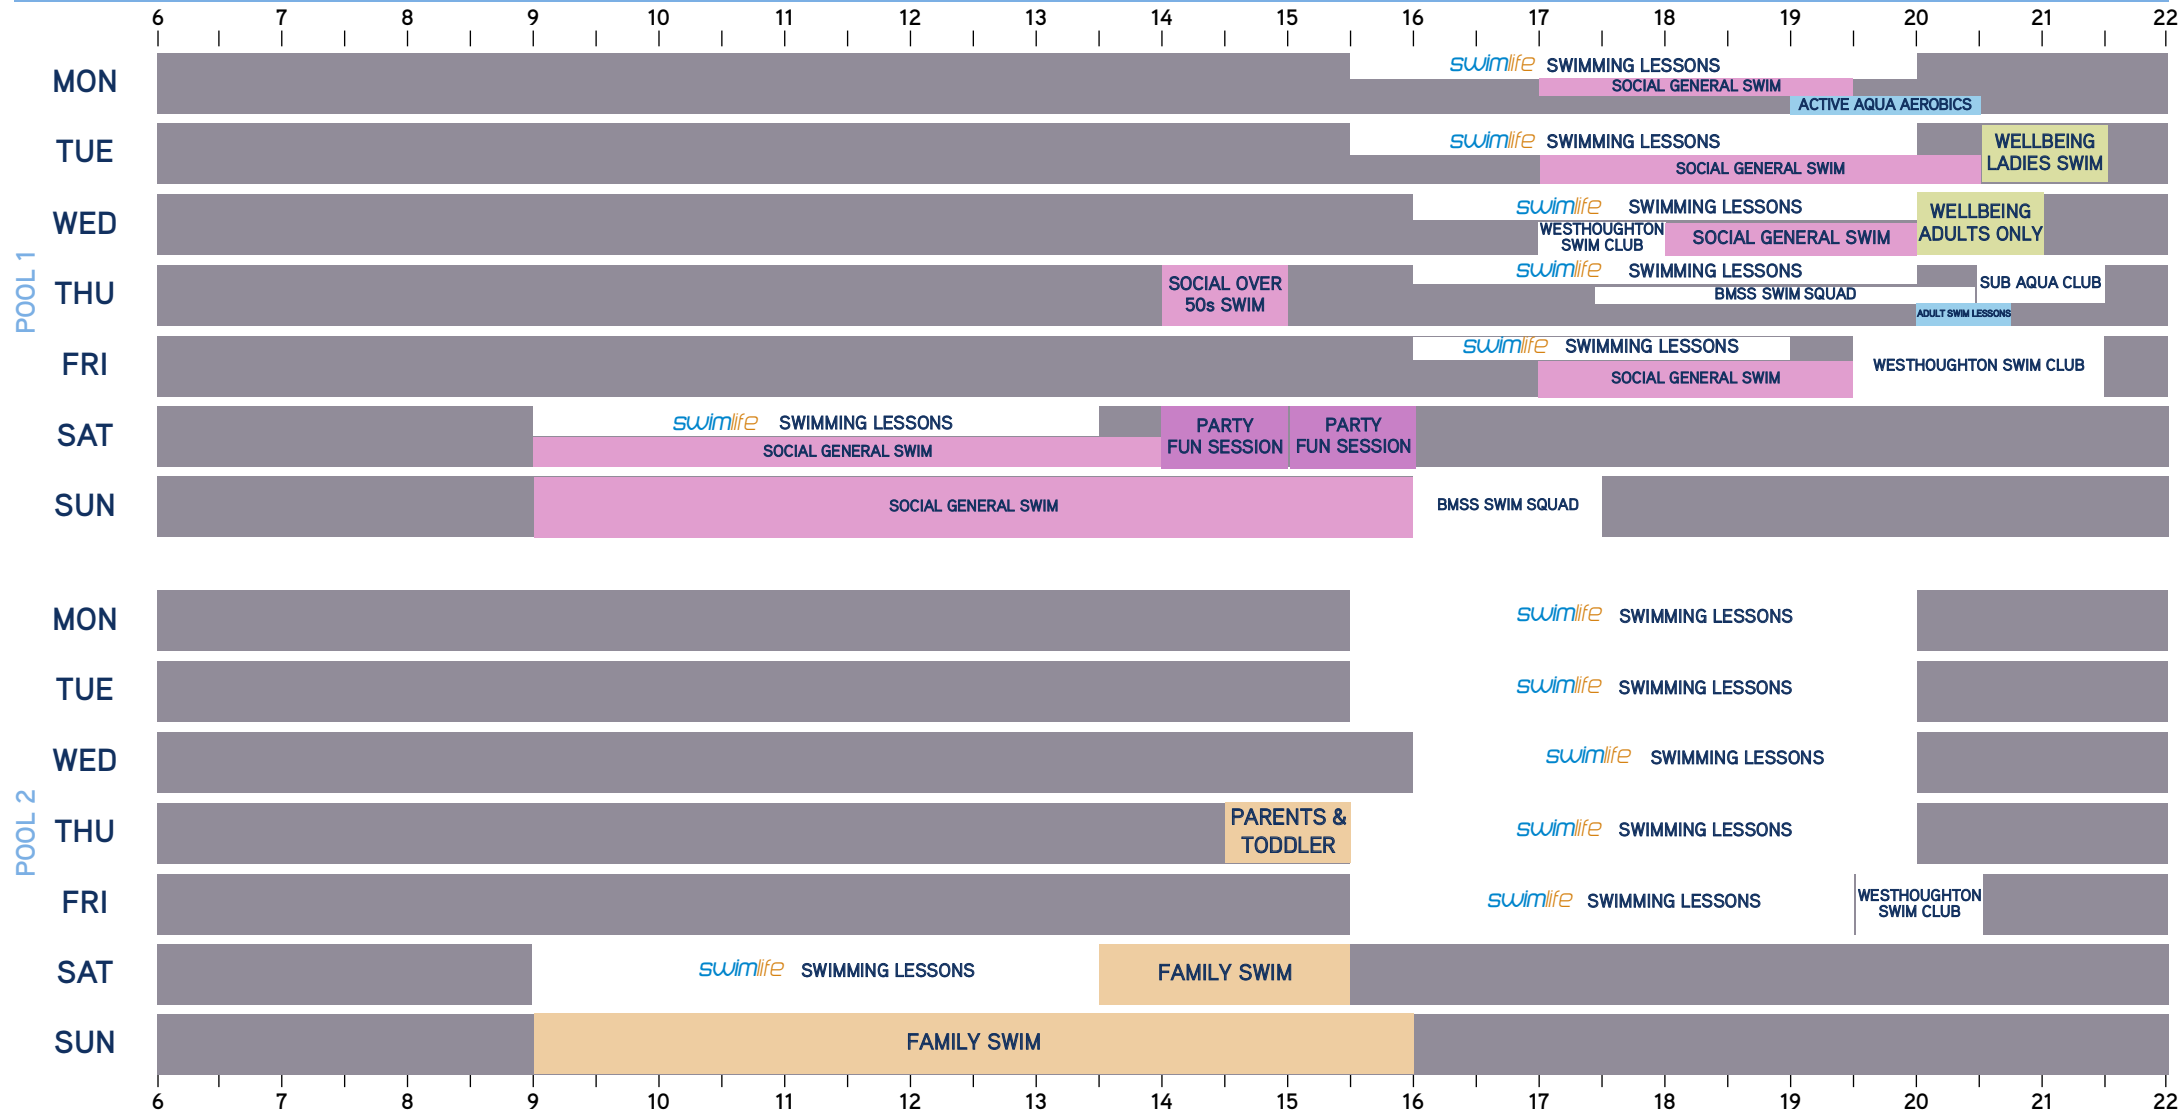 6 7 8 9 10 11 12 13 14 15 16 17 18 19 20 21 22
POOL 1
MON
swimlife SWIMMING LESSONS
SOCIAL GENERAL SWIM
ACTIVE AQUA AEROBICS
TUE
swimlife SWIMMING LESSONS
SOCIAL GENERAL SWIM
WELLBEING
LADIES SWIM
WED
swimlife SWIMMING LESSONS
WESTHOUGHTON
SWIM CLUB
SOCIAL GENERAL SWIM
WELLBEING
ADULTS ONLY
THU
SOCIAL OVER
50s SWIM
swimlife SWIMMING LESSONS
BMSS SWIM SQUAD
SUB AQUA CLUB
ADULT SWIM LESSONS
FRI
swimlife SWIMMING LESSONS
SOCIAL GENERAL SWIM
WESTHOUGHTON SWIM CLUB
SAT
swimlife SWIMMING LESSONS
SOCIAL GENERAL SWIM
PARTY
FUN SESSION
PARTY
FUN SESSION
SUN
SOCIAL GENERAL SWIM
BMSS SWIM SQUAD
POOL 2
MON
swimlife SWIMMING LESSONS
TUE
swimlife SWIMMING LESSONS
WED
swimlife SWIMMING LESSONS
THU
PARENTS &
TODDLER
swimlife SWIMMING LESSONS
FRI
swimlife SWIMMING LESSONS
WESTHOUGHTON
SWIM CLUB
SAT
swimlife SWIMMING LESSONS
FAMILY SWIM
SUN
FAMILY SWIM
6 7 8 9 10 11 12 13 14 15 16 17 18 19 20 21 22